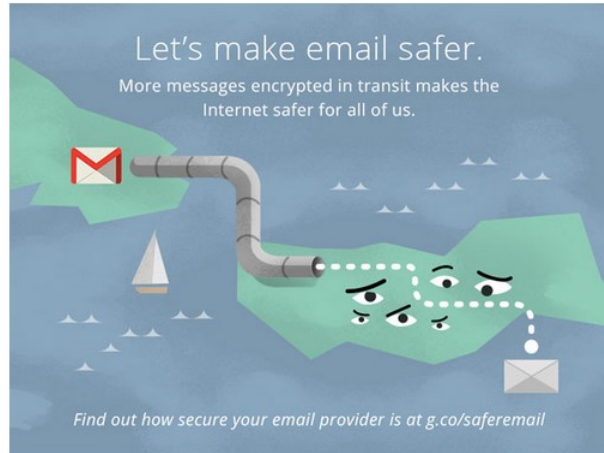 Let's make email safer.
More messages encrypted in transit makes the
Internet safer for all of us.
Find out how secure your email provider is at g.co/saferemail